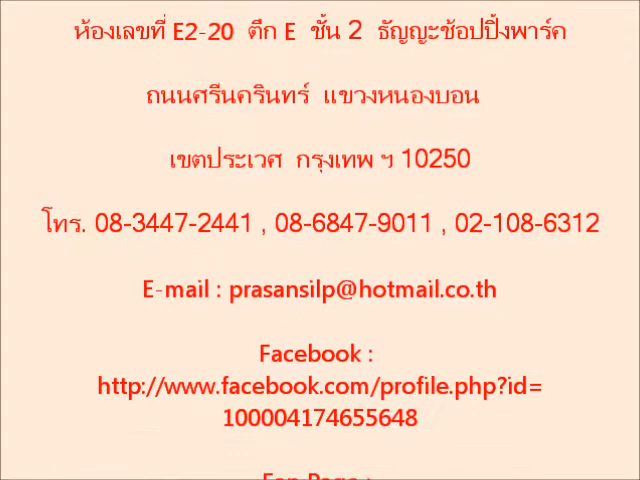 ห้องเลขที่ E2-20 ตึก E ชั้น 2 ธัญญะช้อปปิ้งพาร์ค
ถนนศรีนครินทร์ แขวงหนองบอน
เขตประเวศ กรุงเทพ ฯ 10250
โทร. 08-3447-2441 , 08-6847-9011 , 02-108-6312
E-mail : prasansilp@hotmail.co.th
Facebook :
http://www.facebook.com/profile.php?id=
100004174655648
Fan Page :